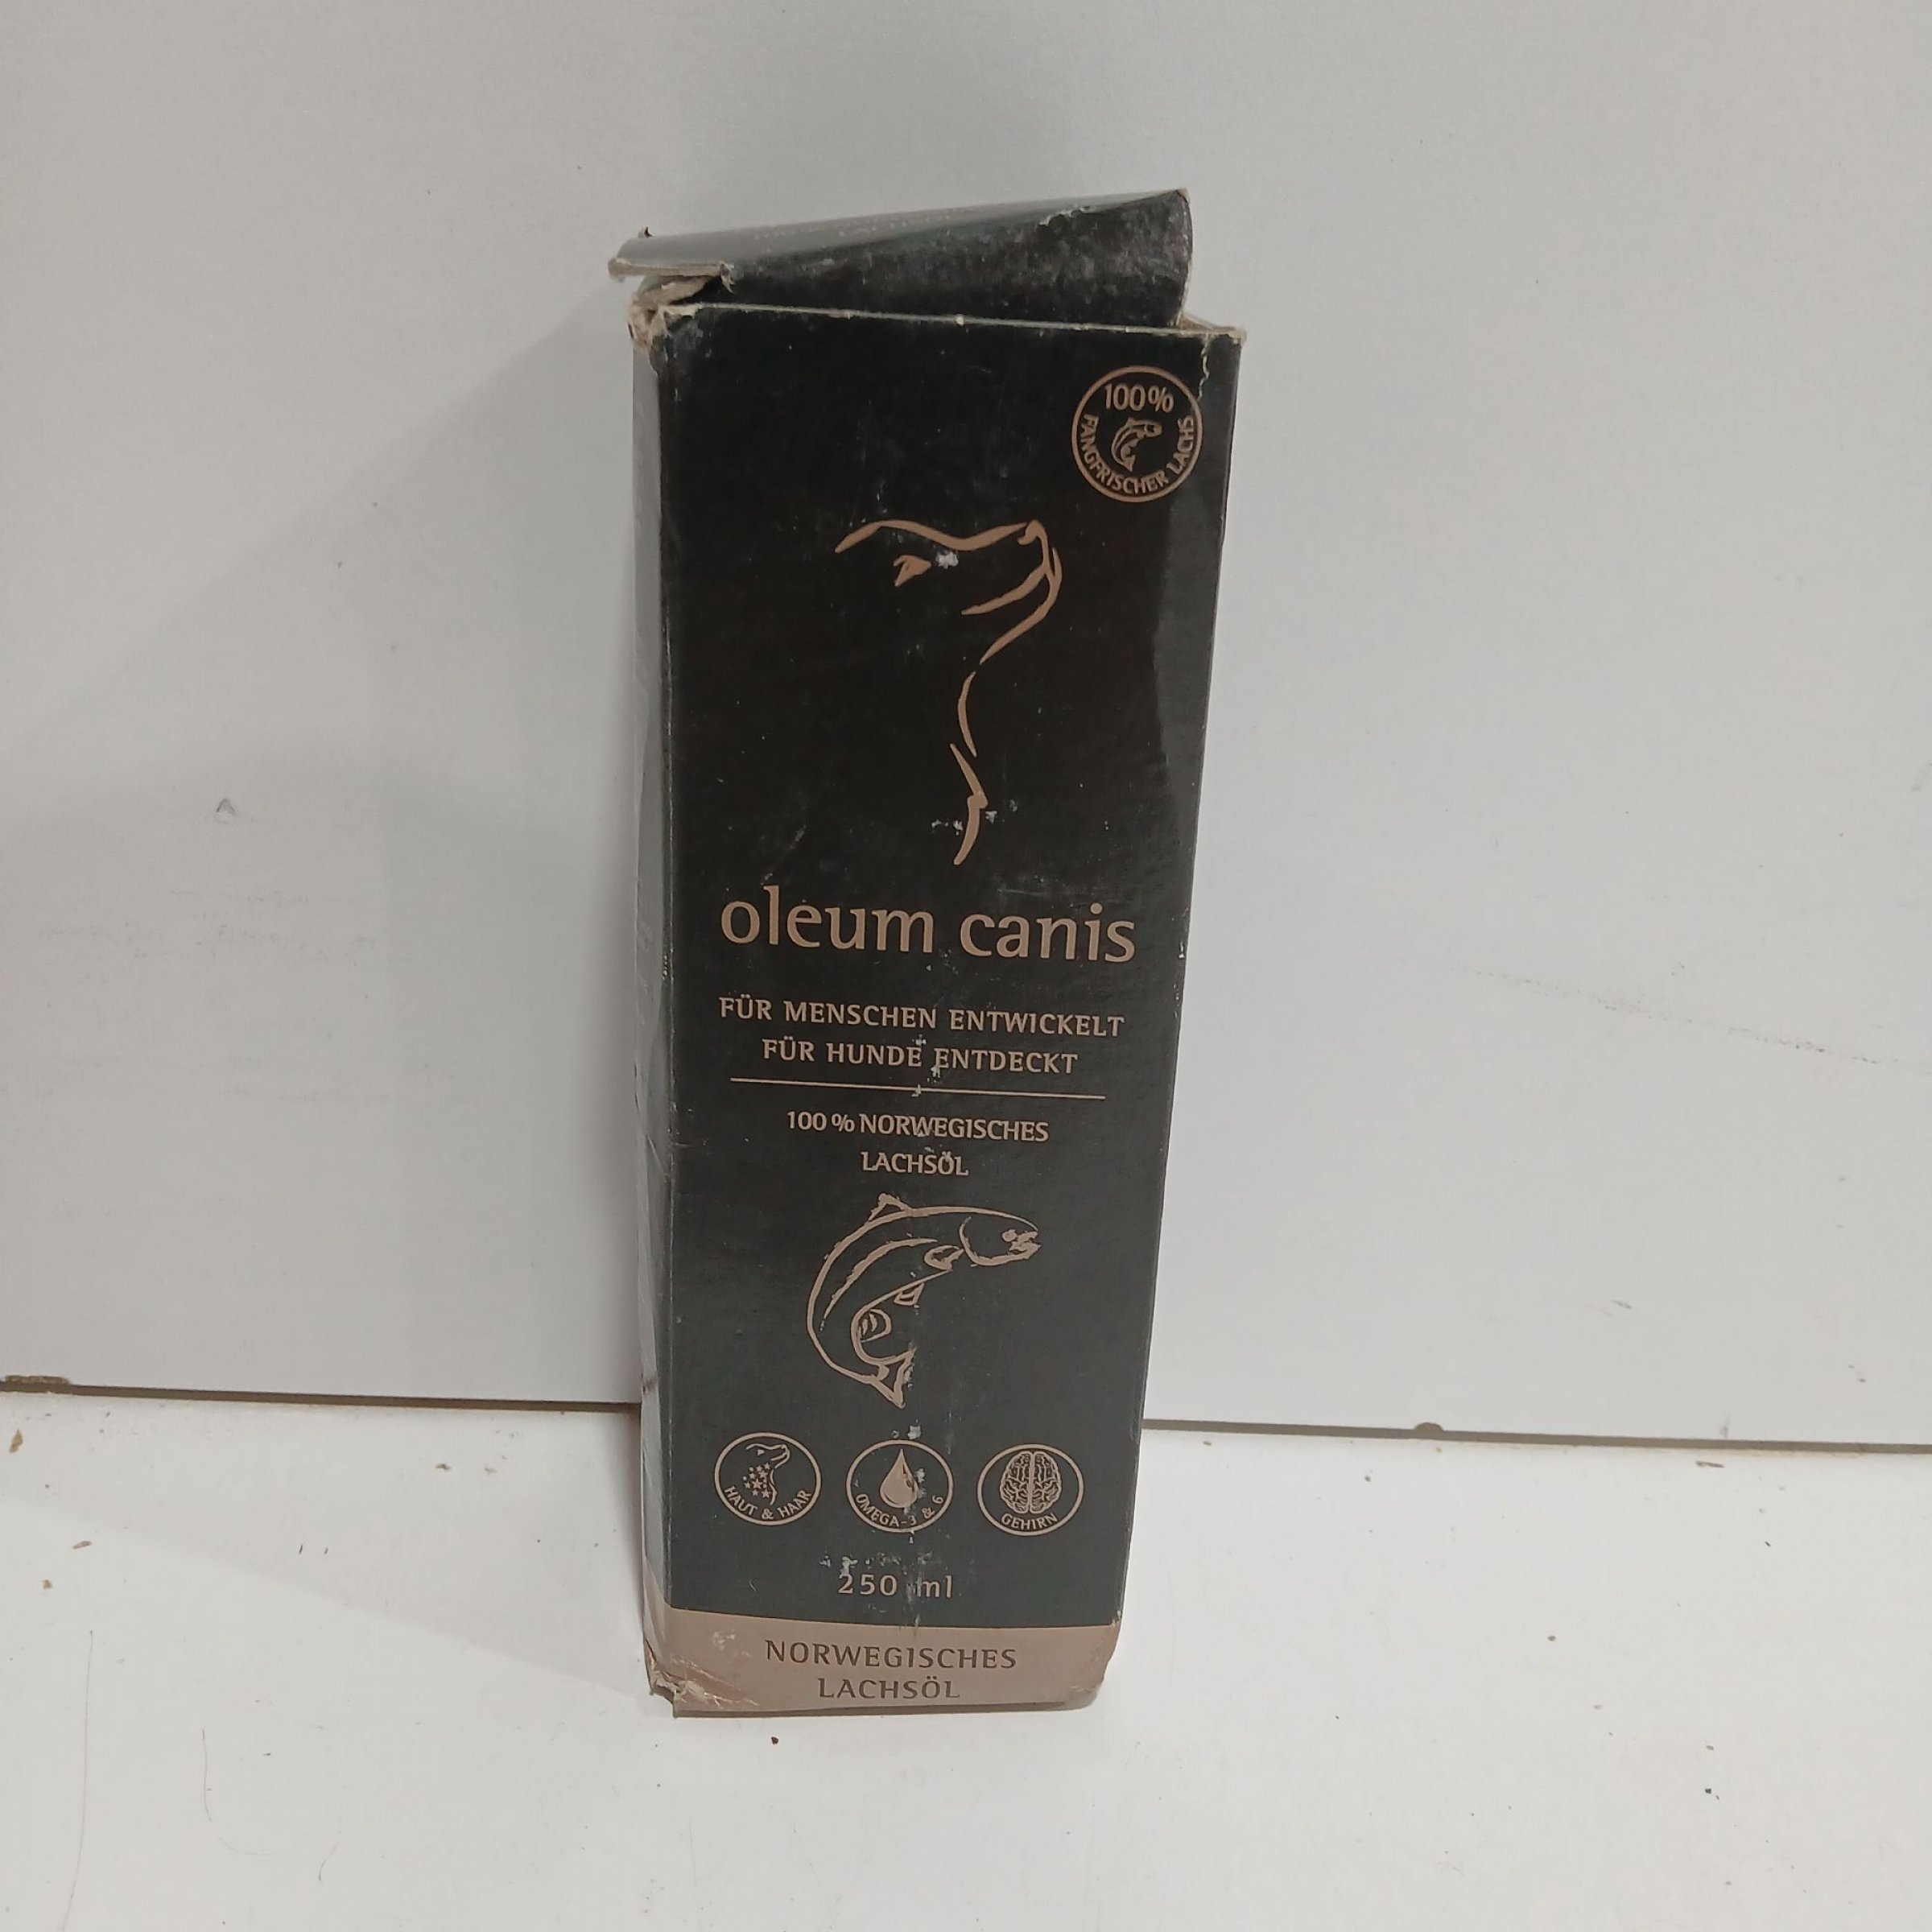 100%
FANGFRISCHER LACHS
oleum canis
FÜR MENSCHEN ENTWICKELT
FÜR HUNDE ENTDECKT
100 % NORWEGISCHES
LACHSÖL
HAUT & HAAR
OMEGA-3 & 6
GEHIRN
250 ml
NORWEGISCHES
LACHSÖL